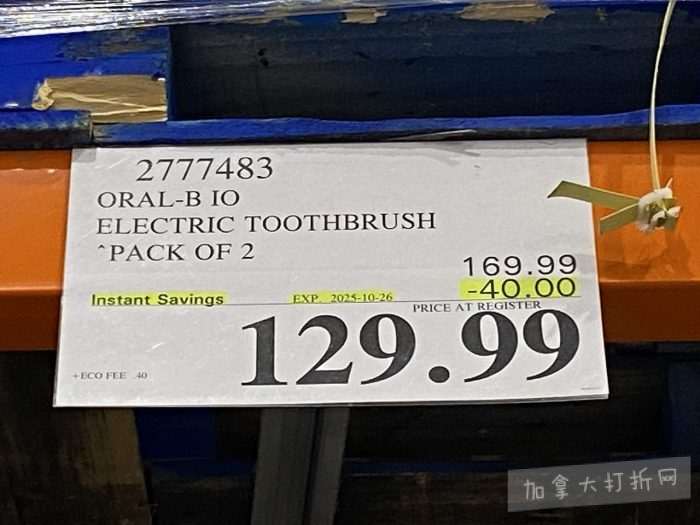 2777483
ORAL-B IO
ELECTRIC TOOTHBRUSH
^PACK OF 2
169.99
Instant Savings EXP. 2025-10-26 -40.00
PRICE AT REGISTER
129.99
+ECO FEE .40
加拿大打折网